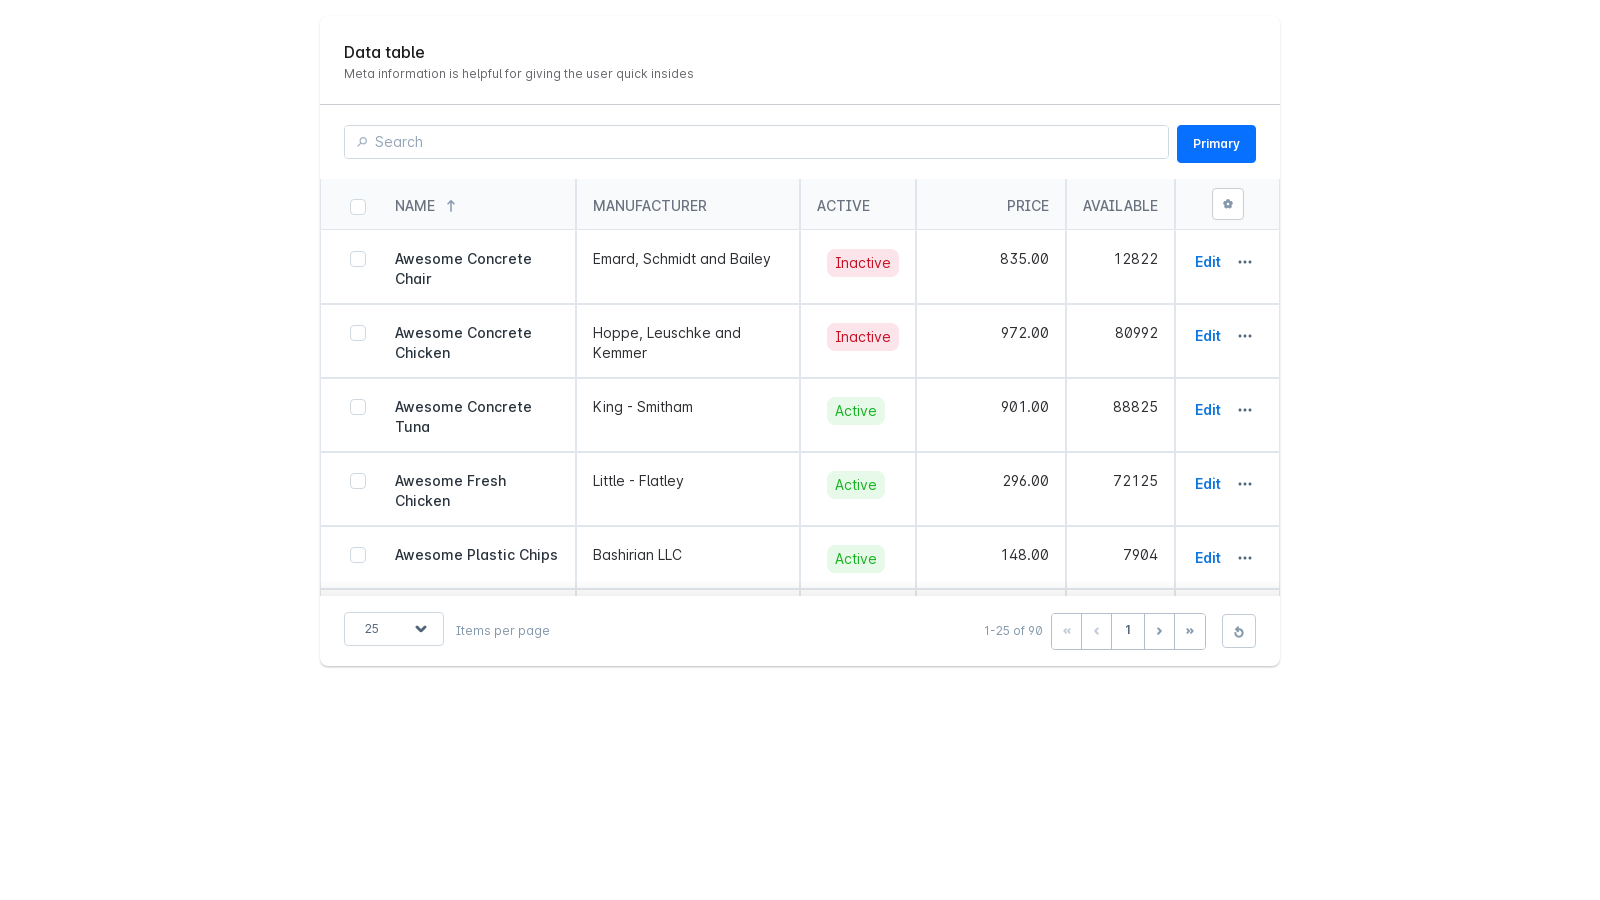 Data table
Meta information is helpful for giving the user quick insides
Search
Primary
NAME MANUFACTURER ACTIVE PRICE AVAILABLE
Awesome Concrete Emard, Schmidt and Bailey Inactive 835.00 12822 Edit
Chair
Awesome Concrete Hoppe, Leuschke and Inactive 972.00 80992 Edit
Chicken Kemmer
Awesome Concrete King - Smitham Active 901.00 88825 Edit
Tuna
Awesome Fresh Little - Flatley Active 296.00 72125 Edit
Chicken
Awesome Plastic Chips Bashirian LLC Active 148.00 7904 Edit
25 Items per page 1-25 of 90 « ‹ 1 › »